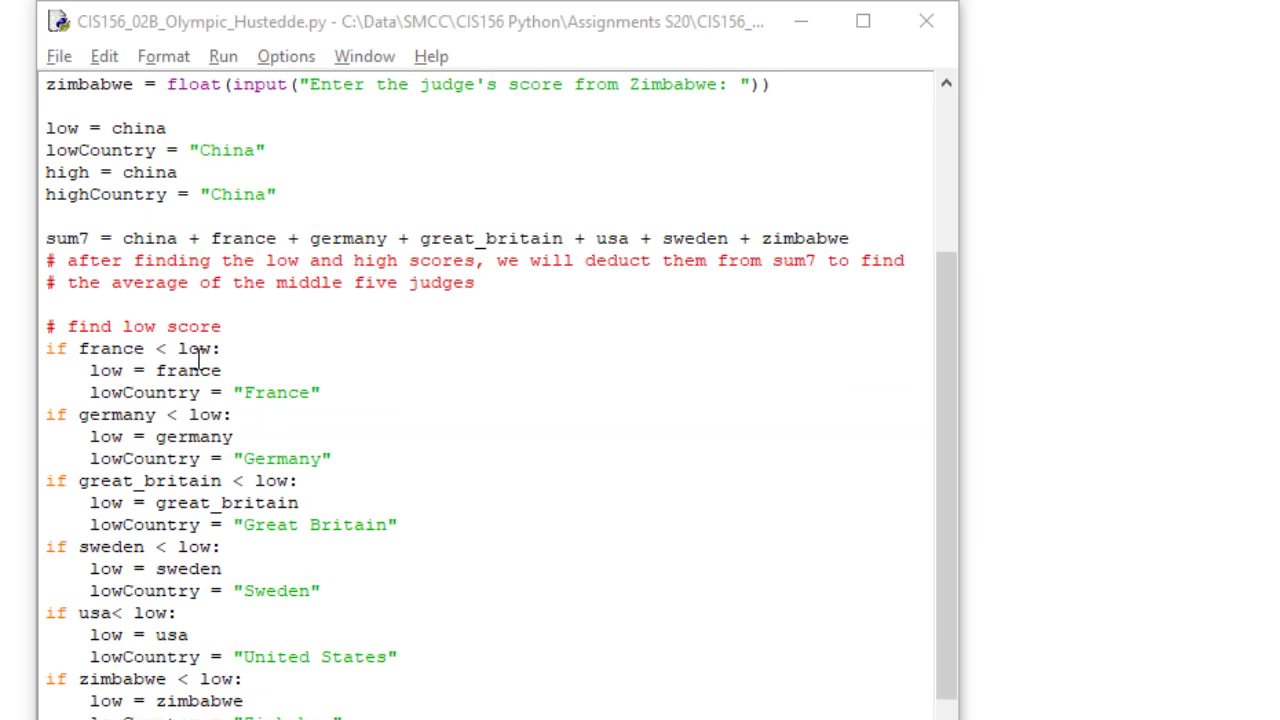 CIS156_02B_Olympic_Hustedde.py - C:\Data\SMCC\CIS156 Python\Assignments S20\CIS156_...
File Edit Format Run Options Window Help
zimbabwe = float(input("Enter the judge's score from Zimbabwe: "))
low = china
lowCountry = "China"
high = china
highCountry = "China"
sum7 = china + france + germany + great_britain + usa + sweden + zimbabwe
# after finding the low and high scores, we will deduct them from sum7 to find
# the average of the middle five judges
# find low score
if france < low:
    low = france
    lowCountry = "France"
if germany < low:
    low = germany
    lowCountry = "Germany"
if great_britain < low:
    low = great_britain
    lowCountry = "Great Britain"
if sweden < low:
    low = sweden
    lowCountry = "Sweden"
if usa< low:
    low = usa
    lowCountry = "United States"
if zimbabwe < low:
    low = zimbabwe